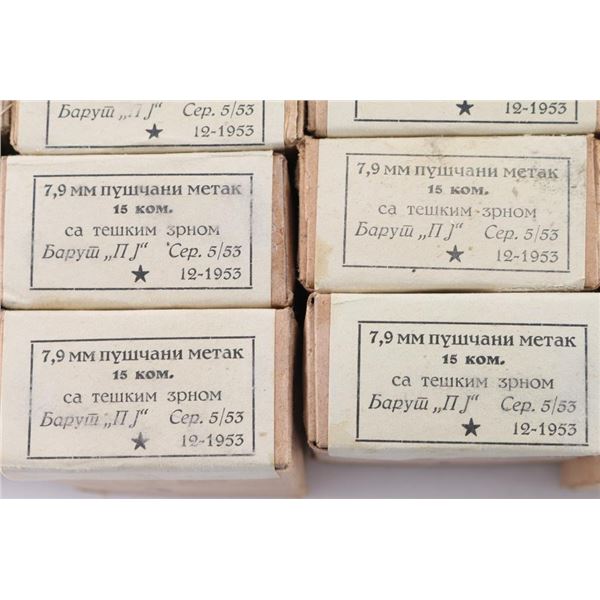 Барут „ПЈ“ Сер. 5/53
★ 12-1953
★ 12-1953
7,9 мм пушчани метак
15 ком.
са тешким зрном
Барут „ПЈ“ Сер. 5/53
★ 12-1953
7,9 мм пушчани метак
15 ком.
са тешким зрном
Барут „ПЈ“ Сер. 5/53
★ 12-1953
7,9 мм пушчани метак
15 ком.
са тешким зрном
Барут „ПЈ“ Сер. 5/53
★ 12-1953
7,9 мм пушчани метак
15 ком.
са тешким зрном
Барут „ПЈ“ Сер. 5/53
★ 12-1953